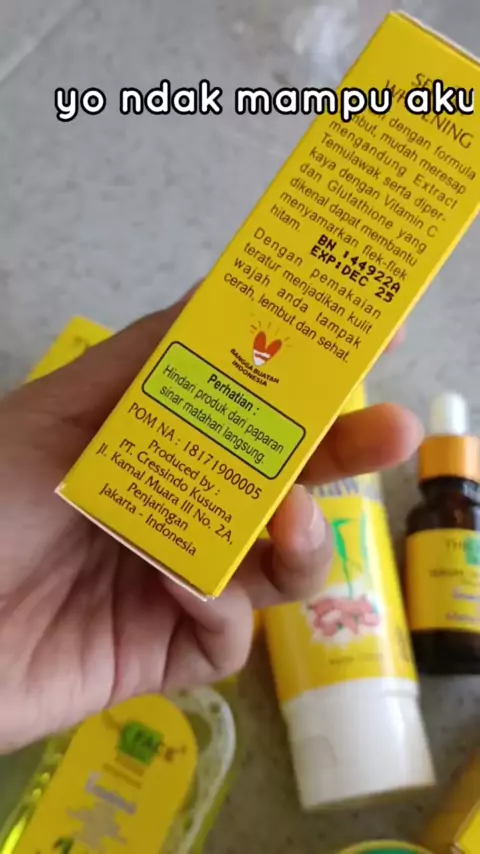 yo ndak mampu aku
WHITENING
dengan formula
mudah meresap
mengandung Extract
Temulawak serta diper-
kaya dengan Vitamin C
dan Glutathione yang
dikenal dapat membantu
menyamarkan flek-flek
hitam.
BN 144922A
EXP:DEC 25
Dengan pemakaian
teratur menjadikan kulit
wajah anda tampak
cerah, lembut dan sehat.
BANGGA BUATAN
INDONESIA
Perhatian :
Hindari produk dari paparan
sinar matahari langsung.
POM NA : 18171900005
Produced by :
PT. Cressindo Kusuma
Jl. Kamal Muara III No. 2A,
Penjaringan
Jakarta - Indonesia
FACE